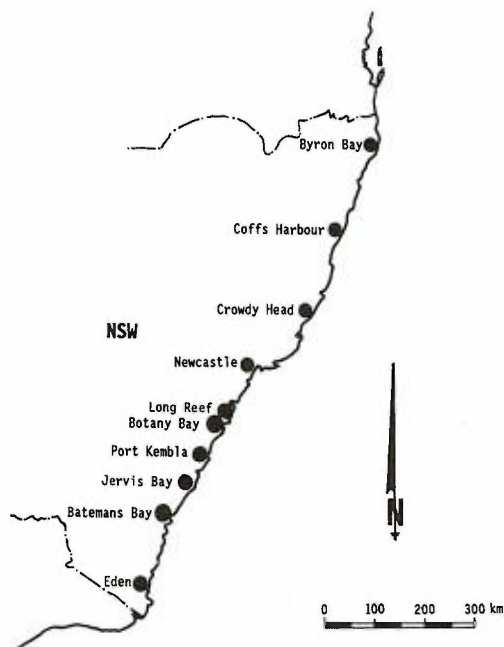 Byron Bay
Coffs Harbour
Crowdy Head
NSW
Newcastle
Long Reef
Botany Bay
Port Kembla
Jervis Bay
Batemans Bay
N
Eden
0 100 200 300 km